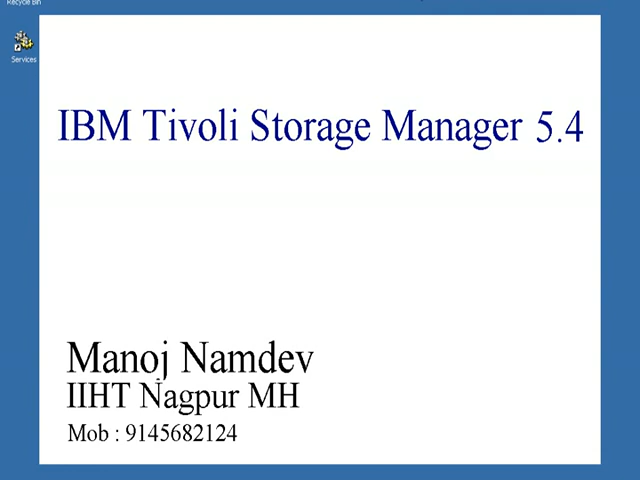 Recycle Bin
Services
IBM Tivoli Storage Manager 5.4
Manoj Namdev
IIHT Nagpur MH
Mob : 9145682124